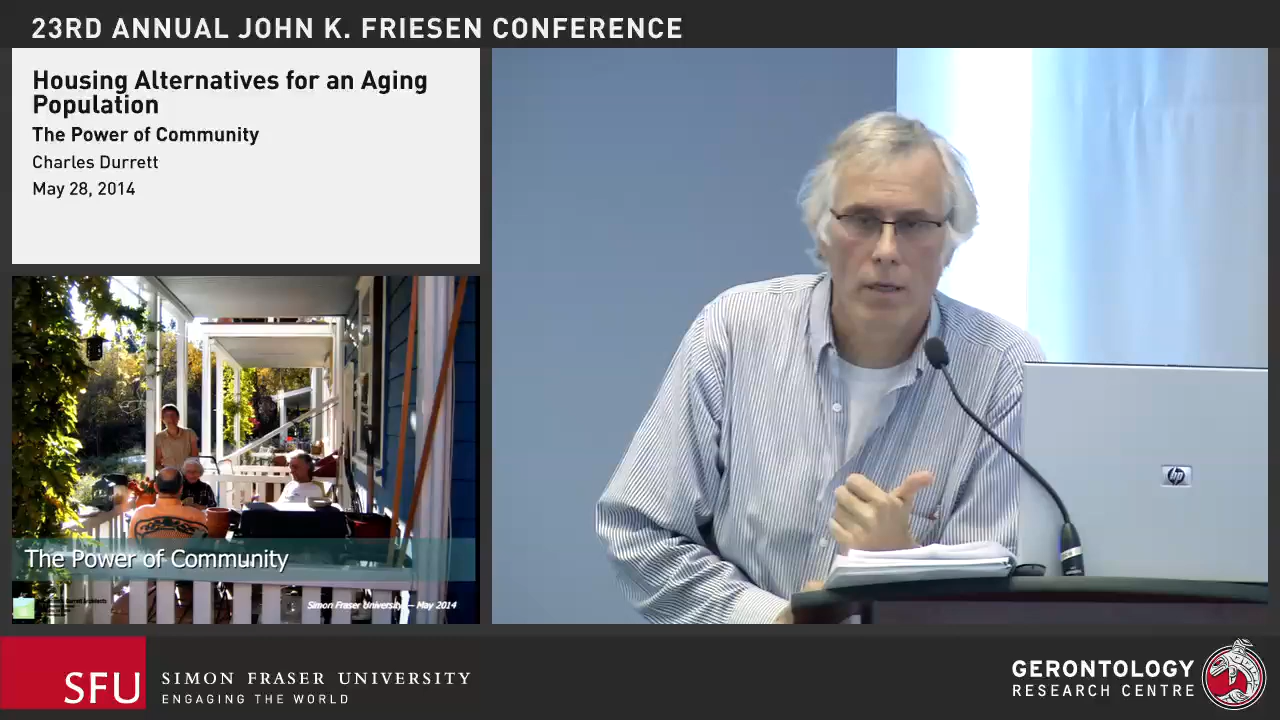 23RD ANNUAL JOHN K. FRIESEN CONFERENCE
Housing Alternatives for an Aging
Population
The Power of Community
Charles Durrett
May 28, 2014
The Power of Community
Simon Fraser University – May 2014
hp
SFU
SIMON FRASER UNIVERSITY
ENGAGING THE WORLD
GERONTOLOGY
RESEARCH CENTRE